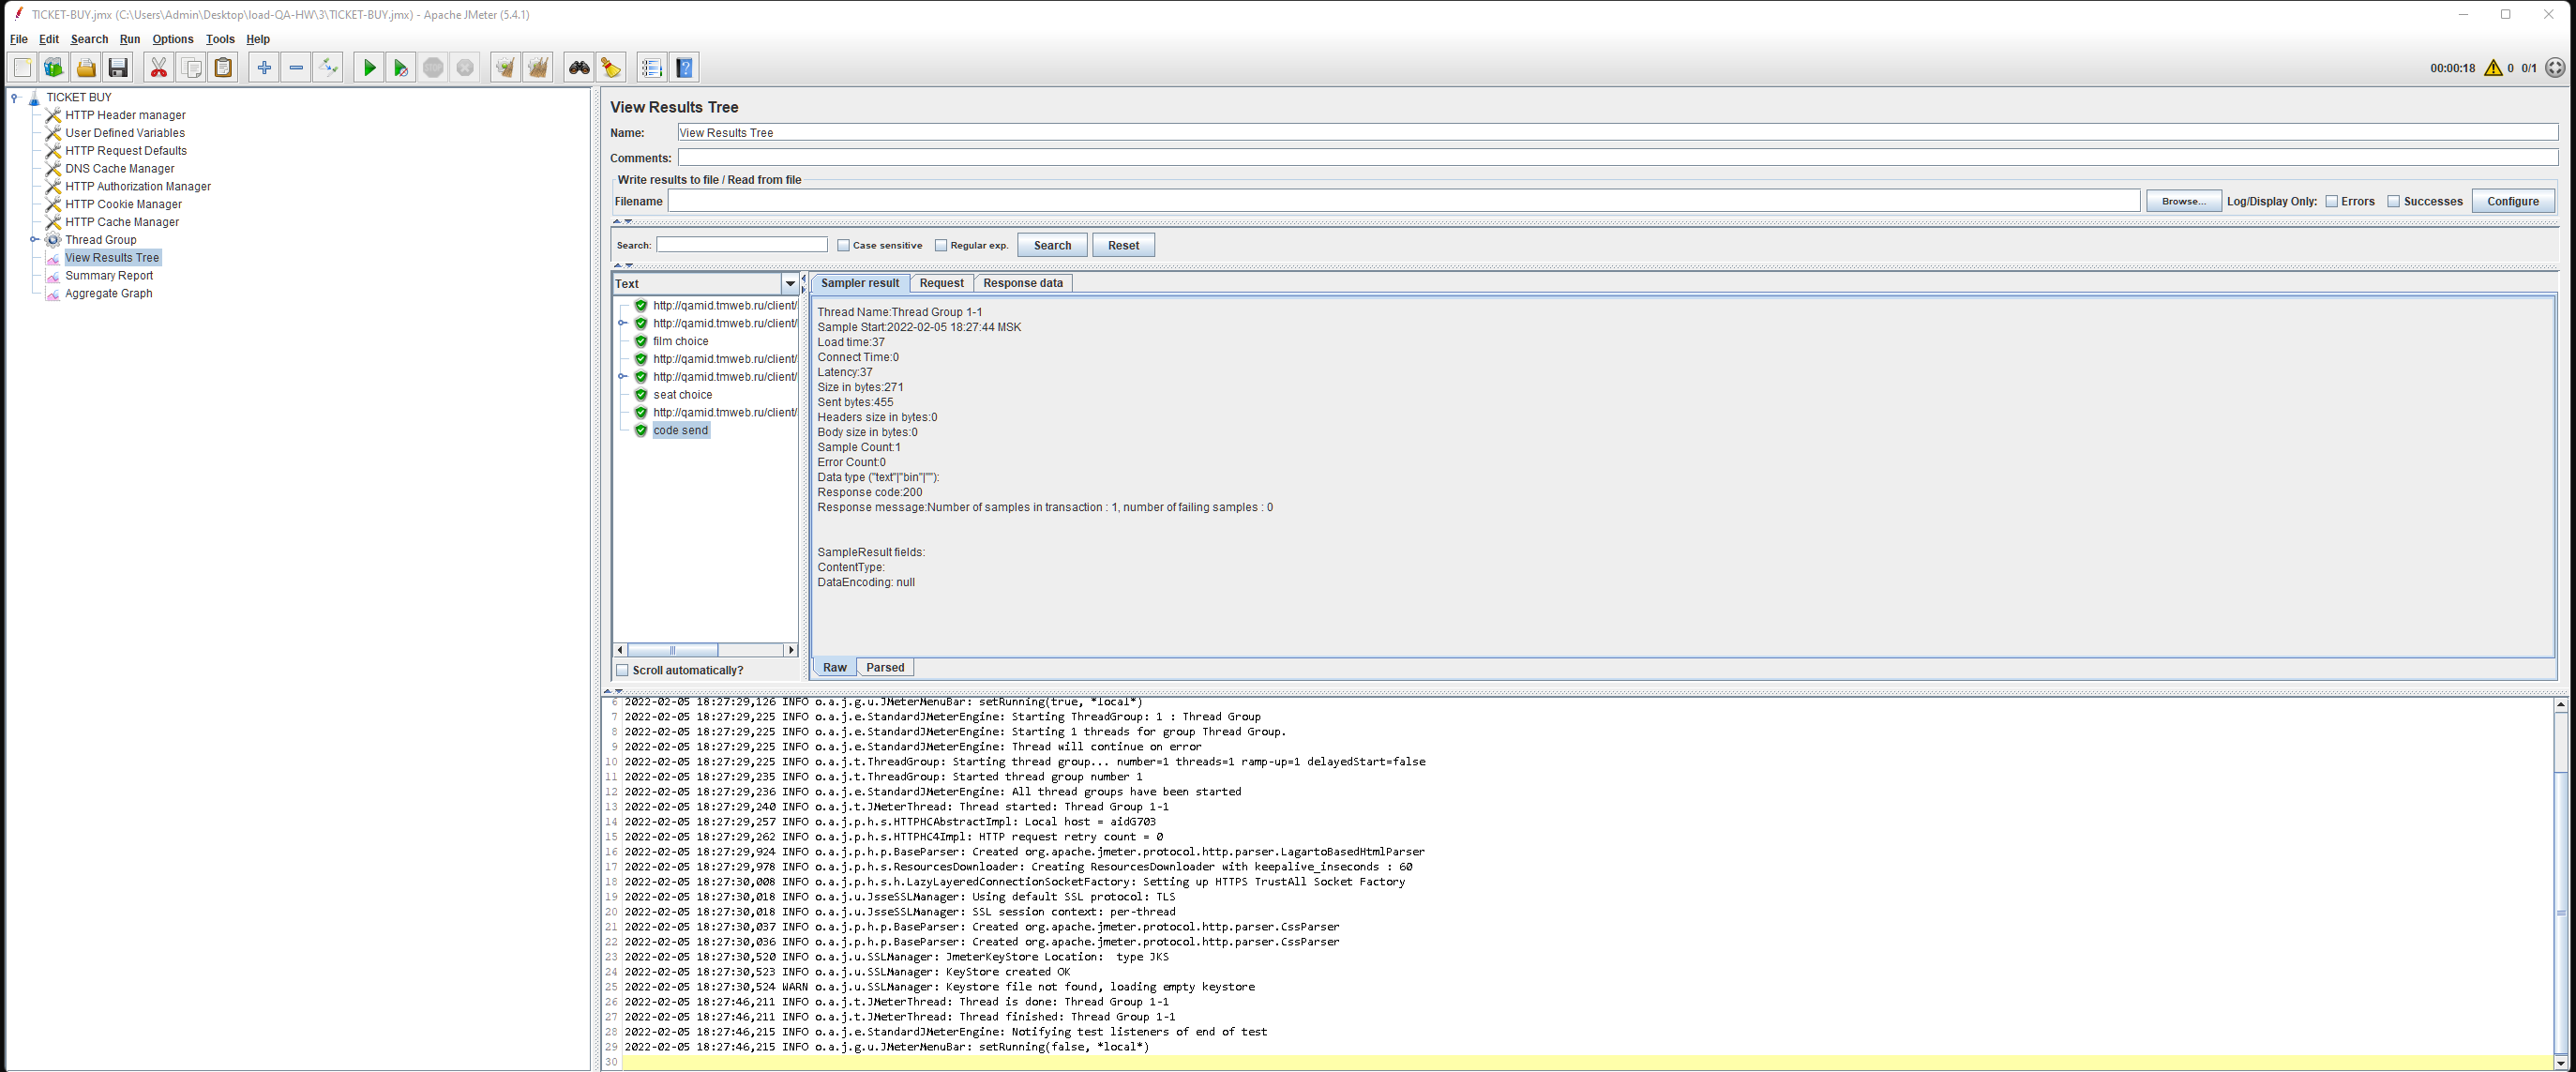 TICKET-BUY.jmx (C:\Users\Admin\Desktop\load-QA-HW\3\TICKET-BUY.jmx) - Apache JMeter (5.4.1)
File Edit Search Run Options Tools Help
00:00:18 0 0/1
TICKET BUY
HTTP Header manager
User Defined Variables
HTTP Request Defaults
DNS Cache Manager
HTTP Authorization Manager
HTTP Cookie Manager
HTTP Cache Manager
Thread Group
View Results Tree
Summary Report
Aggregate Graph
View Results Tree
Name: View Results Tree
Comments:
Write results to file / Read from file
Filename Browse... Log/Display Only: Errors Successes Configure
Search: Case sensitive Regular exp. Search Reset
Text
http://qamid.tmweb.ru/client/
http://qamid.tmweb.ru/client/
film choice
http://qamid.tmweb.ru/client/
http://qamid.tmweb.ru/client/
seat choice
http://qamid.tmweb.ru/client/
code send
Scroll automatically?
Sampler result Request Response data
Thread Name:Thread Group 1-1
Sample Start:2022-02-05 18:27:44 MSK
Load time:37
Connect Time:0
Latency:37
Size in bytes:271
Sent bytes:455
Headers size in bytes:0
Body size in bytes:0
Sample Count:1
Error Count:0
Data type ("text"|"bin"|""):
Response code:200
Response message:Number of samples in transaction : 1, number of failing samples : 0
SampleResult fields:
ContentType:
DataEncoding: null
Raw Parsed
6 2022-02-05 18:27:29,126 INFO o.a.j.g.u.JMeterMenuBar: setRunning(true, *local*)
7 2022-02-05 18:27:29,225 INFO o.a.j.e.StandardJMeterEngine: Starting ThreadGroup: 1 : Thread Group
8 2022-02-05 18:27:29,225 INFO o.a.j.e.StandardJMeterEngine: Starting 1 threads for group Thread Group.
9 2022-02-05 18:27:29,225 INFO o.a.j.e.StandardJMeterEngine: Thread will continue on error
10 2022-02-05 18:27:29,225 INFO o.a.j.t.ThreadGroup: Starting thread group... number=1 threads=1 ramp-up=1 delayedStart=false
11 2022-02-05 18:27:29,235 INFO o.a.j.t.ThreadGroup: Started thread group number 1
12 2022-02-05 18:27:29,236 INFO o.a.j.e.StandardJMeterEngine: All thread groups have been started
13 2022-02-05 18:27:29,240 INFO o.a.j.t.JMeterThread: Thread started: Thread Group 1-1
14 2022-02-05 18:27:29,257 INFO o.a.j.p.h.s.HTTPHCAbstractImpl: Local host = aidG703
15 2022-02-05 18:27:29,262 INFO o.a.j.p.h.s.HTTPHC4Impl: HTTP request retry count = 0
16 2022-02-05 18:27:29,924 INFO o.a.j.p.h.p.BaseParser: Created org.apache.jmeter.protocol.http.parser.LagartoBasedHtmlParser
17 2022-02-05 18:27:29,978 INFO o.a.j.p.h.s.ResourcesDownloader: Creating ResourcesDownloader with keepalive_inseconds : 60
18 2022-02-05 18:27:30,008 INFO o.a.j.p.h.s.h.LazyLayeredConnectionSocketFactory: Setting up HTTPS TrustAll Socket Factory
19 2022-02-05 18:27:30,018 INFO o.a.j.u.JsseSSLManager: Using default SSL protocol: TLS
20 2022-02-05 18:27:30,018 INFO o.a.j.u.JsseSSLManager: SSL session context: per-thread
21 2022-02-05 18:27:30,037 INFO o.a.j.p.h.p.BaseParser: Created org.apache.jmeter.protocol.http.parser.CssParser
22 2022-02-05 18:27:30,036 INFO o.a.j.p.h.p.BaseParser: Created org.apache.jmeter.protocol.http.parser.CssParser
23 2022-02-05 18:27:30,520 INFO o.a.j.u.SSLManager: JmeterKeyStore Location:  type JKS
24 2022-02-05 18:27:30,523 INFO o.a.j.u.SSLManager: KeyStore created OK
25 2022-02-05 18:27:30,524 WARN o.a.j.u.SSLManager: Keystore file not found, loading empty keystore
26 2022-02-05 18:27:46,211 INFO o.a.j.t.JMeterThread: Thread is done: Thread Group 1-1
27 2022-02-05 18:27:46,211 INFO o.a.j.t.JMeterThread: Thread finished: Thread Group 1-1
28 2022-02-05 18:27:46,215 INFO o.a.j.e.StandardJMeterEngine: Notifying test listeners of end of test
29 2022-02-05 18:27:46,215 INFO o.a.j.g.u.JMeterMenuBar: setRunning(false, *local*)
30